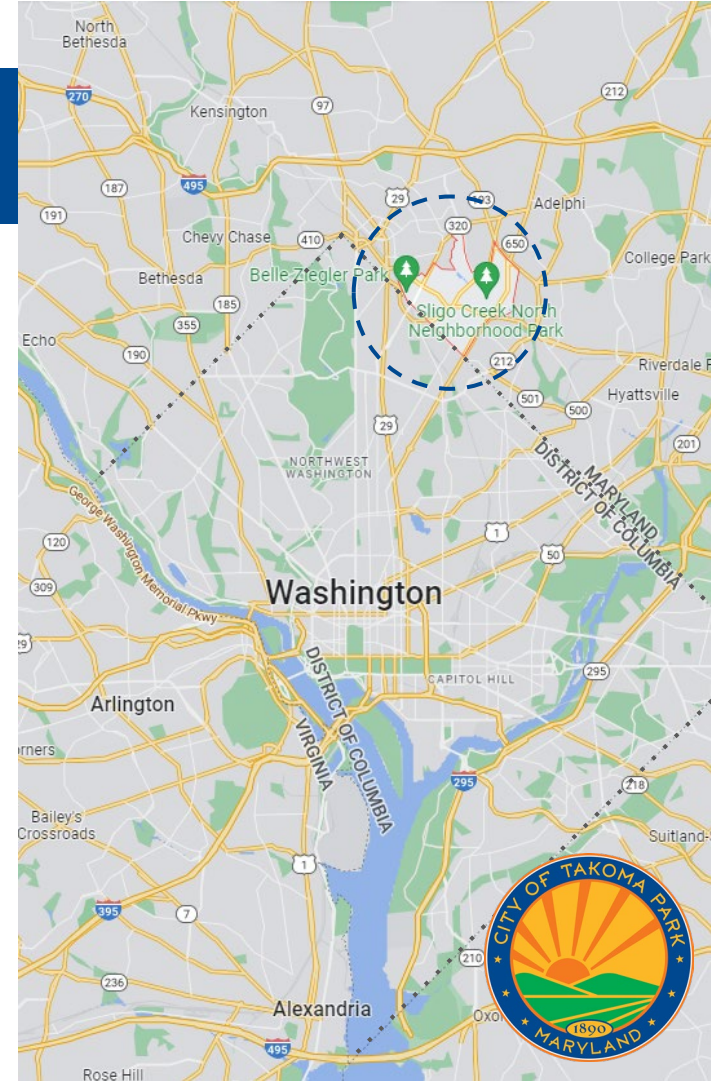 North
Bethesda
270
212
97
Kensington
187
495
29
193
Adelphi
191
320
Chevy Chase
410
650
College Park
Belle Ziegler Park
Bethesda
185
Sligo Creek North
Neighborhood Park
355
Echo
190
212
Riverdale P
501
Hyattsville
500
29
201
NORTHWEST
WASHINGTON
MARYLAND
DISTRICT OF COLUMBIA
George Washington Memorial Pkwy
120
1
50
309
Washington
29
DISTRICT OF COLUMBIA
VIRGINIA
CAPITOL HILL
295
Arlington
orners
295
218
Bailey's
Crossroads
Suitland-
1
395
7
CITY OF TAKOMA PARK
1890
MARYLAND
210
236
Alexandria
Oxo
495
Rose Hill